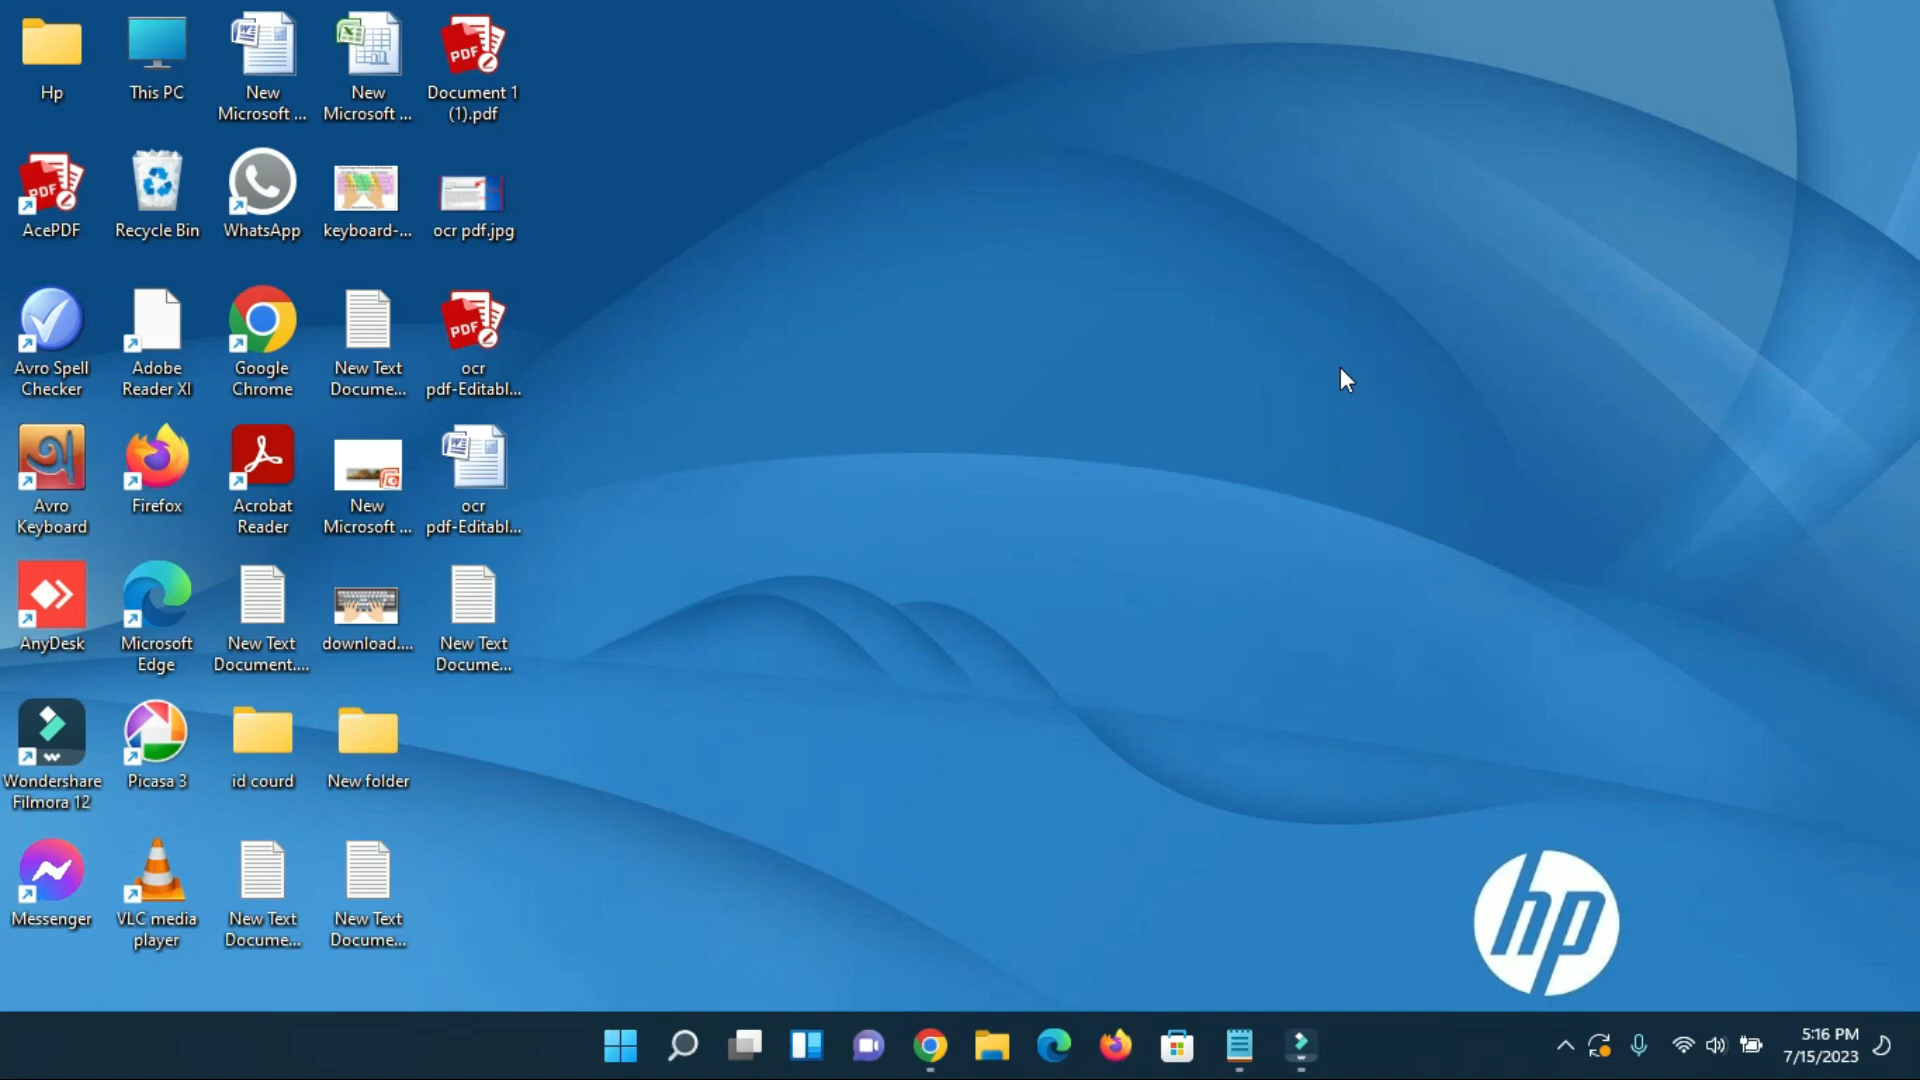 Hp
This PC
New
Microsoft ...
New
Microsoft ...
Document 1
(1).pdf
AcePDF
Recycle Bin
WhatsApp
keyboard-...
ocr pdf.jpg
Avro Spell
Checker
Adobe
Reader XI
Google
Chrome
New Text
Docume...
ocr
pdf-Editabl...
Avro
Keyboard
Firefox
Acrobat
Reader
New
Microsoft ...
ocr
pdf-Editabl...
AnyDesk
Microsoft
Edge
New Text
Document....
download....
New Text
Docume...
Wondershare
Filmora 12
Picasa 3
id courd
New folder
Messenger
VLC media
player
New Text
Docume...
New Text
Docume...
hp
5:16 PM
7/15/2023